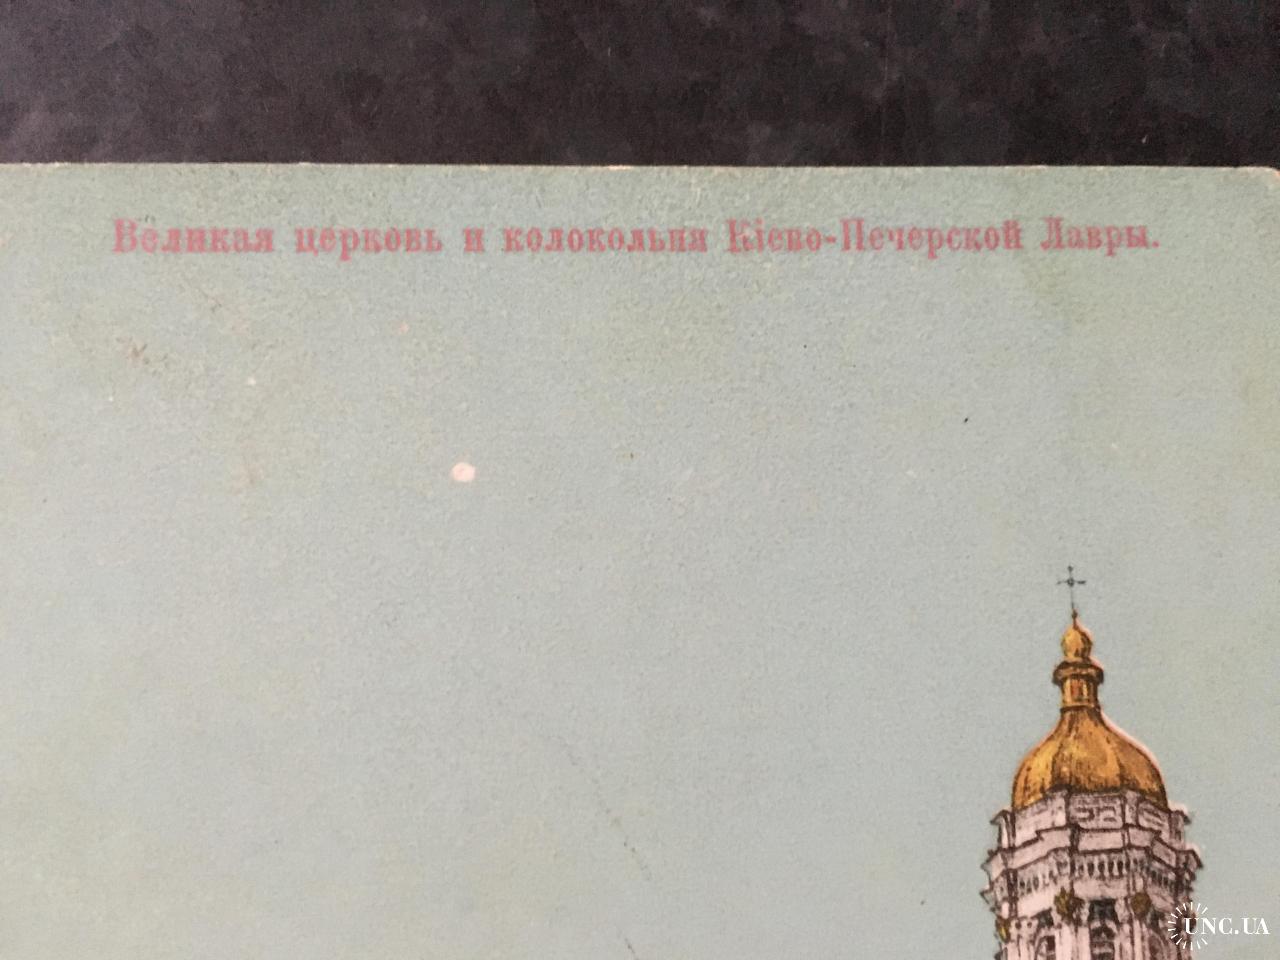 Великая церковь и колокольня Кіево-Печерской Лавры.
UNC.UA